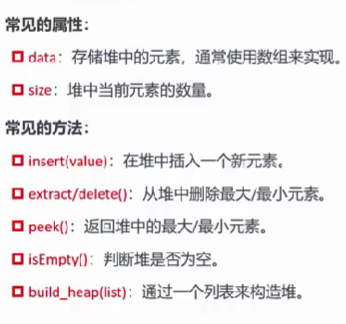 常见的属性：
data：存储堆中的元素，通常使用数组来实现。
size：堆中当前元素的数量。
常见的方法：
insert(value)：在堆中插入一个新元素。
extract/delete()：从堆中删除最大/最小元素。
peek()：返回堆中的最大/最小元素。
isEmpty()：判断堆是否为空。
build_heap(list)：通过一个列表来构造堆。